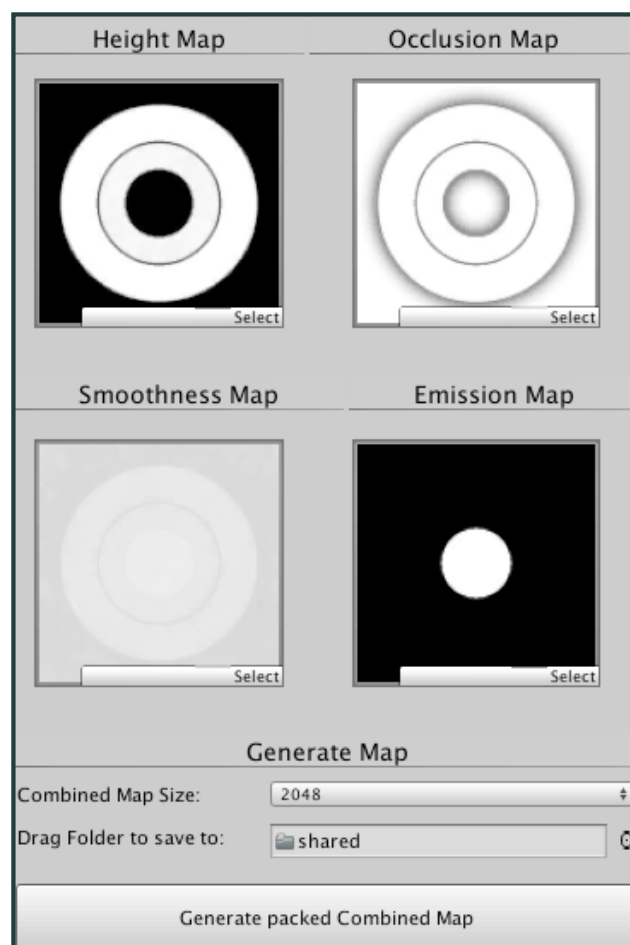 Height Map
Occlusion Map
Select
Select
Smoothness Map
Emission Map
Select
Select
Generate Map
Combined Map Size:
2048
Drag Folder to save to:
shared
Generate packed Combined Map